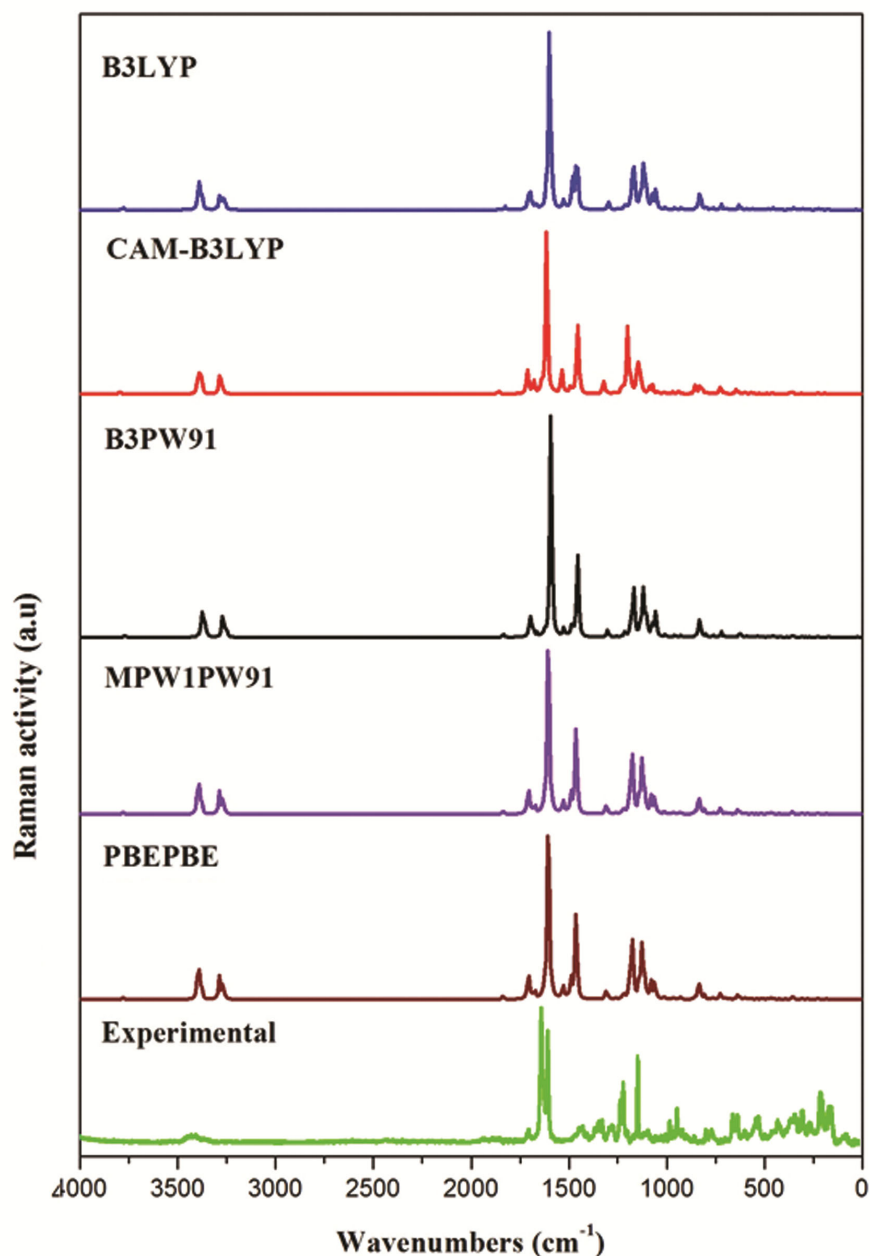 B3LYP
CAM-B3LYP
B3PW91
MPW1PW91
PBEPBE
Experimental
Raman activity (a.u)
4000 3500 3000 2500 2000 1500 1000 500 0
Wavenumbers (cm⁻¹)